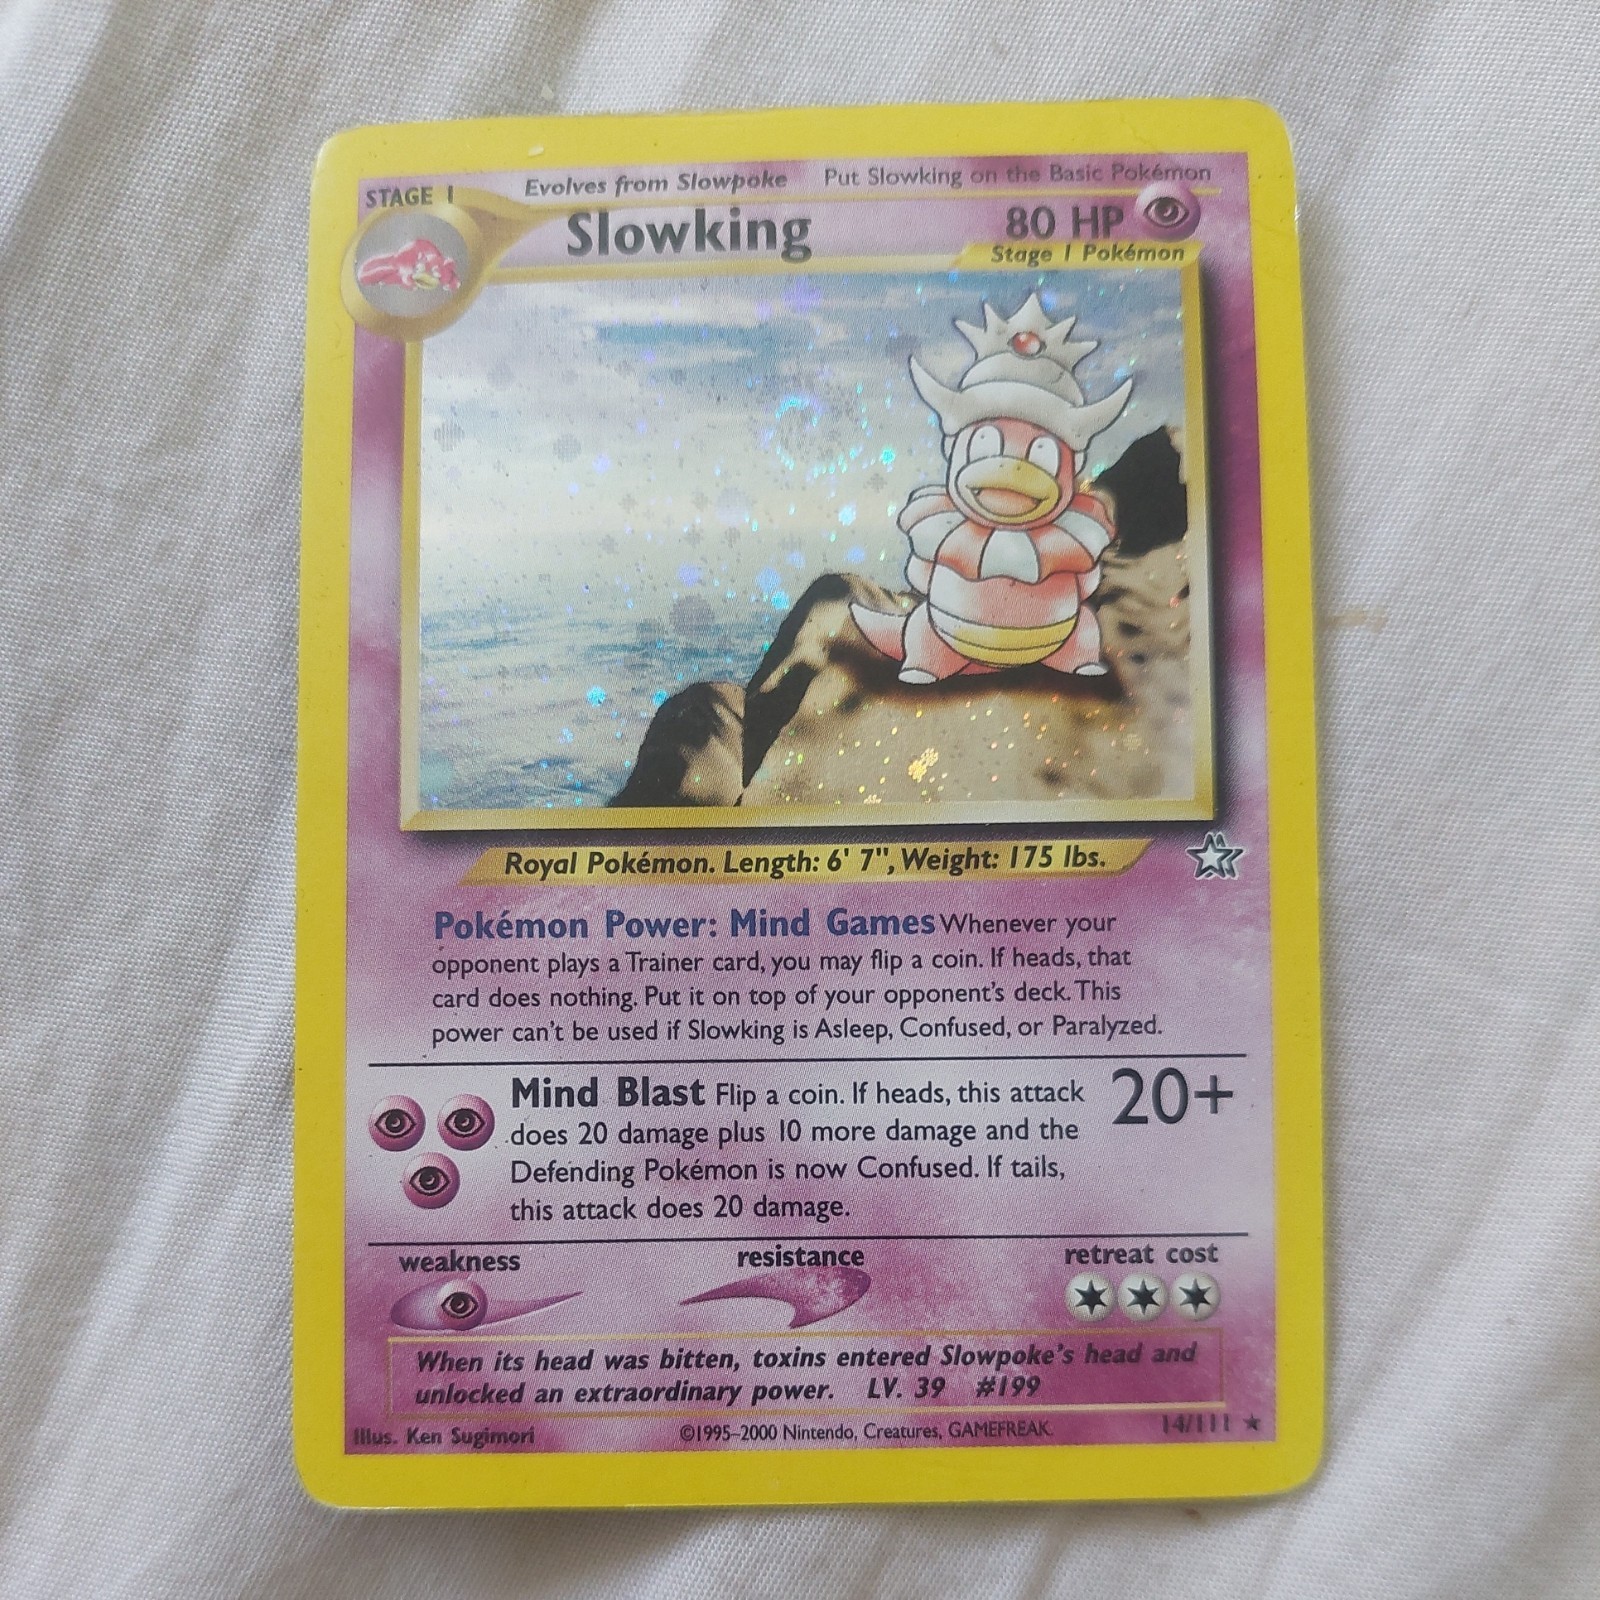 STAGE 1 Evolves from Slowpoke Put Slowking on the Basic Pokémon
Slowking 80 HP
Stage 1 Pokémon
Royal Pokémon. Length: 6' 7", Weight: 175 lbs.
Pokémon Power: Mind Games Whenever your
opponent plays a Trainer card, you may flip a coin. If heads, that
card does nothing. Put it on top of your opponent's deck. This
power can't be used if Slowking is Asleep, Confused, or Paralyzed.
Mind Blast Flip a coin. If heads, this attack 20+
does 20 damage plus 10 more damage and the
Defending Pokémon is now Confused. If tails,
this attack does 20 damage.
weakness resistance retreat cost
When its head was bitten, toxins entered Slowpoke's head and
unlocked an extraordinary power. LV. 39 #199
Illus. Ken Sugimori ©1995-2000 Nintendo, Creatures, GAMEFREAK. 14/111 ★